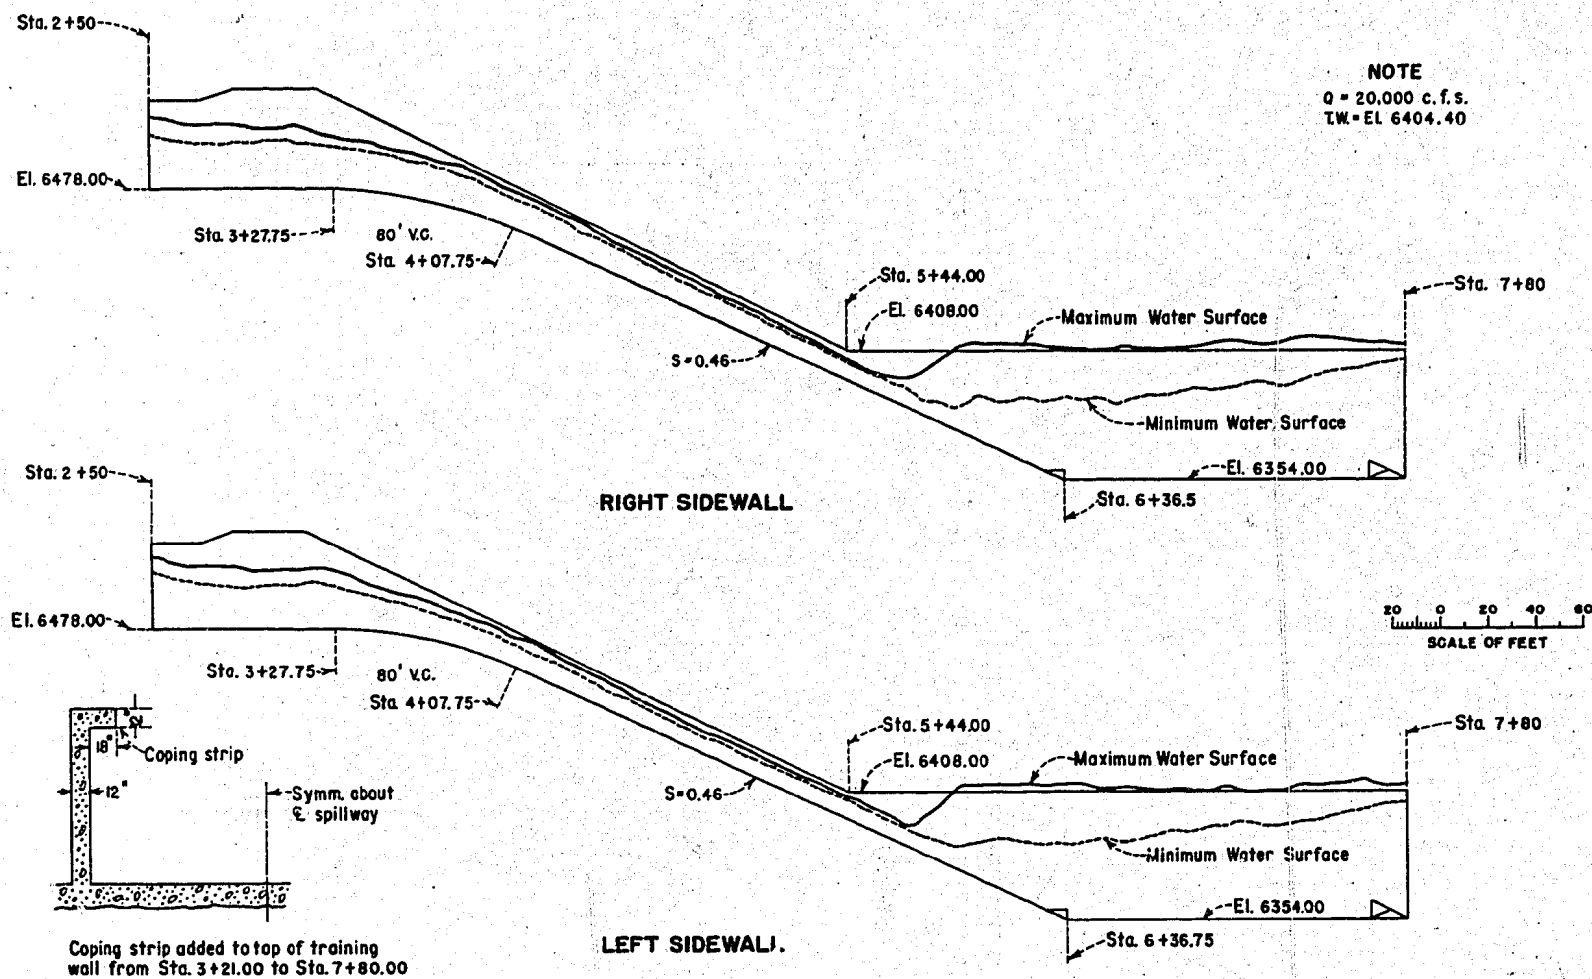 Sta. 2+50
NOTE
Q = 20,000 c.f.s.
T.W. = El. 6404.40
El. 6478.00
Sta. 3+27.75
80' V.C.
Sta. 4+07.75
Sta. 5+44.00
El. 6408.00
Maximum Water Surface
Sta. 7+80
S=0.46
Minimum Water Surface
El. 6354.00
Sta. 6+36.5
RIGHT SIDEWALL
Sta. 2+50
El. 6478.00
Sta. 3+27.75
80' V.C.
Sta. 4+07.75
20 0 20 40 60
SCALE OF FEET
Sta. 5+44.00
El. 6408.00
Maximum Water Surface
Sta. 7+80
S=0.46
Minimum Water Surface
El. 6354.00
Sta. 6+36.75
LEFT SIDEWALL.
18"
Coping strip
12"
Symm. about
℄ spillway
Coping strip added to top of training
wall from Sta. 3+21.00 to Sta. 7+80.00